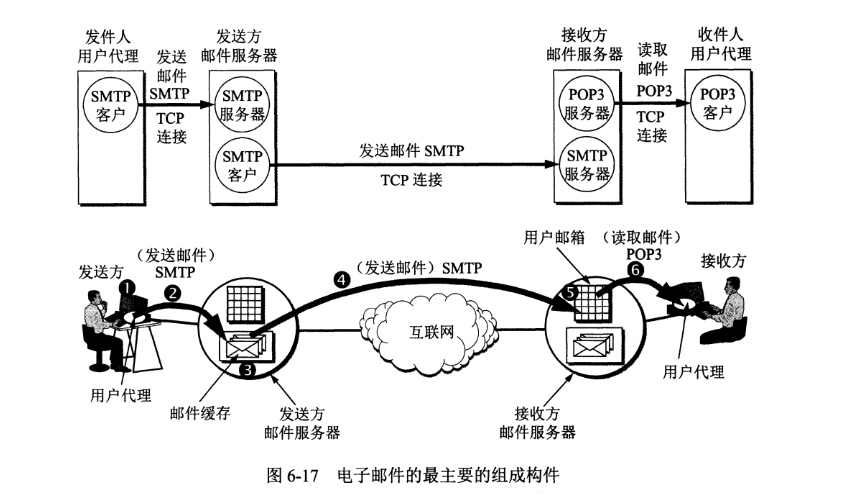 发件人
用户代理
发送
邮件
SMTP
TCP
连接
发送方
邮件服务器
接收方
邮件服务器
读取
邮件
POP3
TCP
连接
收件人
用户代理
SMTP
客户
SMTP
服务器
SMTP
客户
发送邮件 SMTP
TCP 连接
POP3
服务器
SMTP
服务器
POP3
客户
发送方
（发送邮件）
SMTP
❶
❷
❸
❹
（发送邮件）SMTP
用户邮箱
（读取邮件）
POP3
❺
❻
接收方
互联网
用户代理
邮件缓存
发送方
邮件服务器
接收方
邮件服务器
用户代理
图 6-17 电子邮件的最主要的组成构件